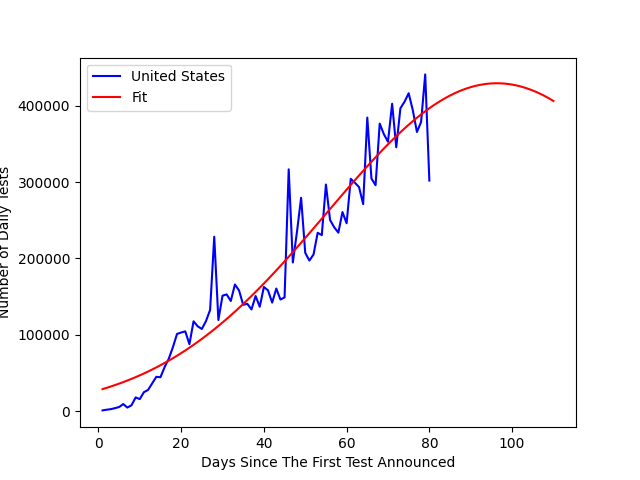 United States
Fit
400000
300000
200000
100000
0
Number of Daily Tests
0 20 40 60 80 100
Days Since The First Test Announced